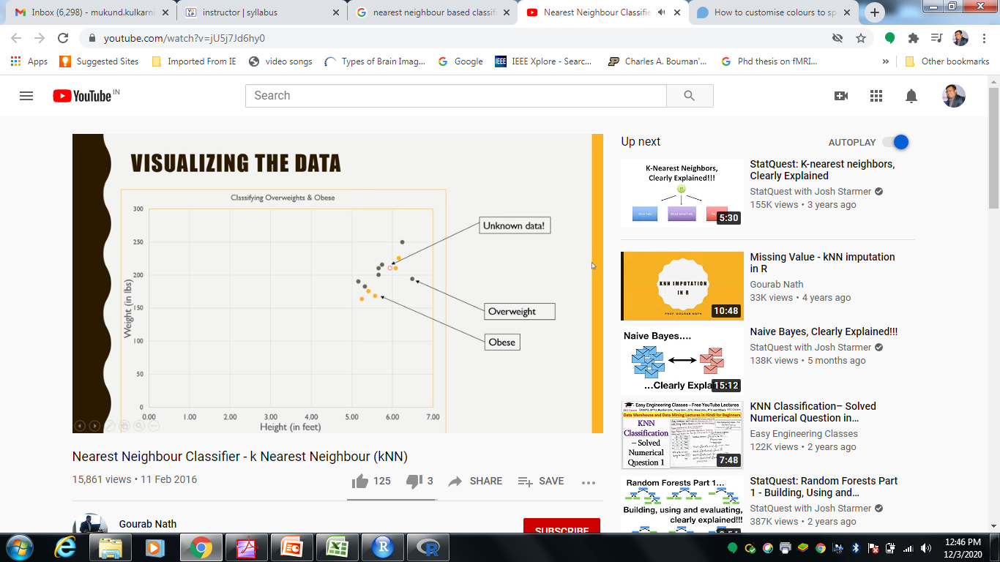 Inbox (6,298) - mukund.kulkarni
instructor | syllabus
nearest neighbour based classifi
Nearest Neighbour Classifie
How to customise colours to sp
youtube.com/watch?v=jU5j7Jd6hy0
Apps
Suggested Sites
Imported From IE
video songs
Types of Brain Imag...
Google
IEEE Xplore - Searc...
Charles A. Bouman'...
Phd thesis on fMRI...
»
Other bookmarks
YouTube IN
Search
VISUALIZING THE DATA
Classifying Overweights & Obese
300
250
200
150
100
50
0
Weight (in lbs)
0.00 1.00 2.00 3.00 4.00 5.00 6.00 7.00
Height (in feet)
Unknown data!
Overweight
Obese
Nearest Neighbour Classifier - k Nearest Neighbour (kNN)
15,861 views • 11 Feb 2016
125
3
SHARE
SAVE
Gourab Nath
SUBSCRIBE
Up next
AUTOPLAY
K-Nearest Neighbors,
Clearly Explained!!!
5:30
StatQuest: K-nearest neighbors,
Clearly Explained
StatQuest with Josh Starmer
155K views • 3 years ago
KNN IMPUTATION
IN R
PROF. GOURAB NATH
10:48
Missing Value - kNN imputation
in R
Gourab Nath
33K views • 4 years ago
Naive Bayes....
...Clearly Expla
15:12
Naive Bayes, Clearly Explained!!!
StatQuest with Josh Starmer
138K views • 5 months ago
Easy Engineering Classes – Free YouTube Lectures
Data Warehouse and Data Mining Lectures in Hindi for Beginners
KNN
Classification
– Solved
Numerical
Question 1
7:48
KNN Classification– Solved
Numerical Question in...
Easy Engineering Classes
122K views • 2 years ago
Random Forests Part 1...
Building, using and evaluating,
clearly explained!!!
StatQuest: Random Forests Part
1 - Building, Using and...
StatQuest with Josh Starmer
387K views • 2 years ago
12:46 PM
12/3/2020